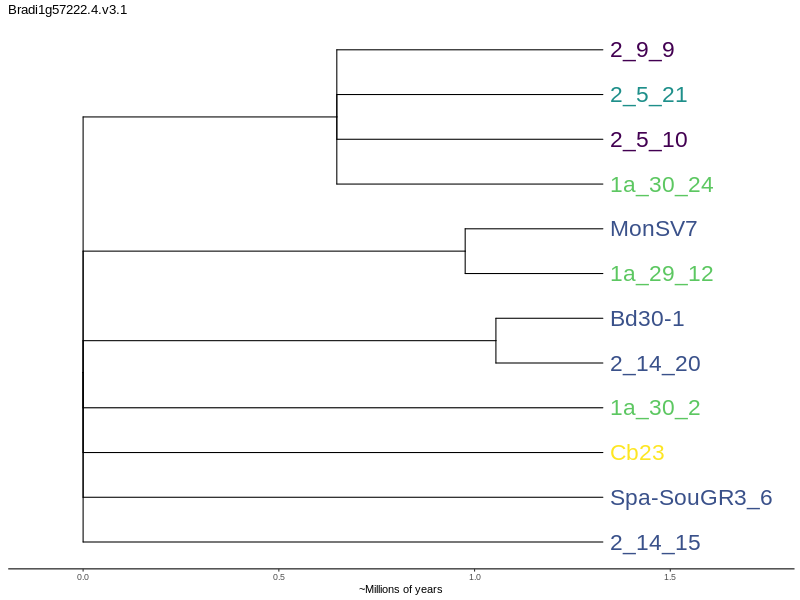 Bradi1g57222.4.v3.1
2_9_9
2_5_21
2_5_10
1a_30_24
MonSV7
1a_29_12
Bd30-1
2_14_20
1a_30_2
Cb23
Spa-SouGR3_6
2_14_15
0.0 0.5 1.0 1.5
~Millions of years